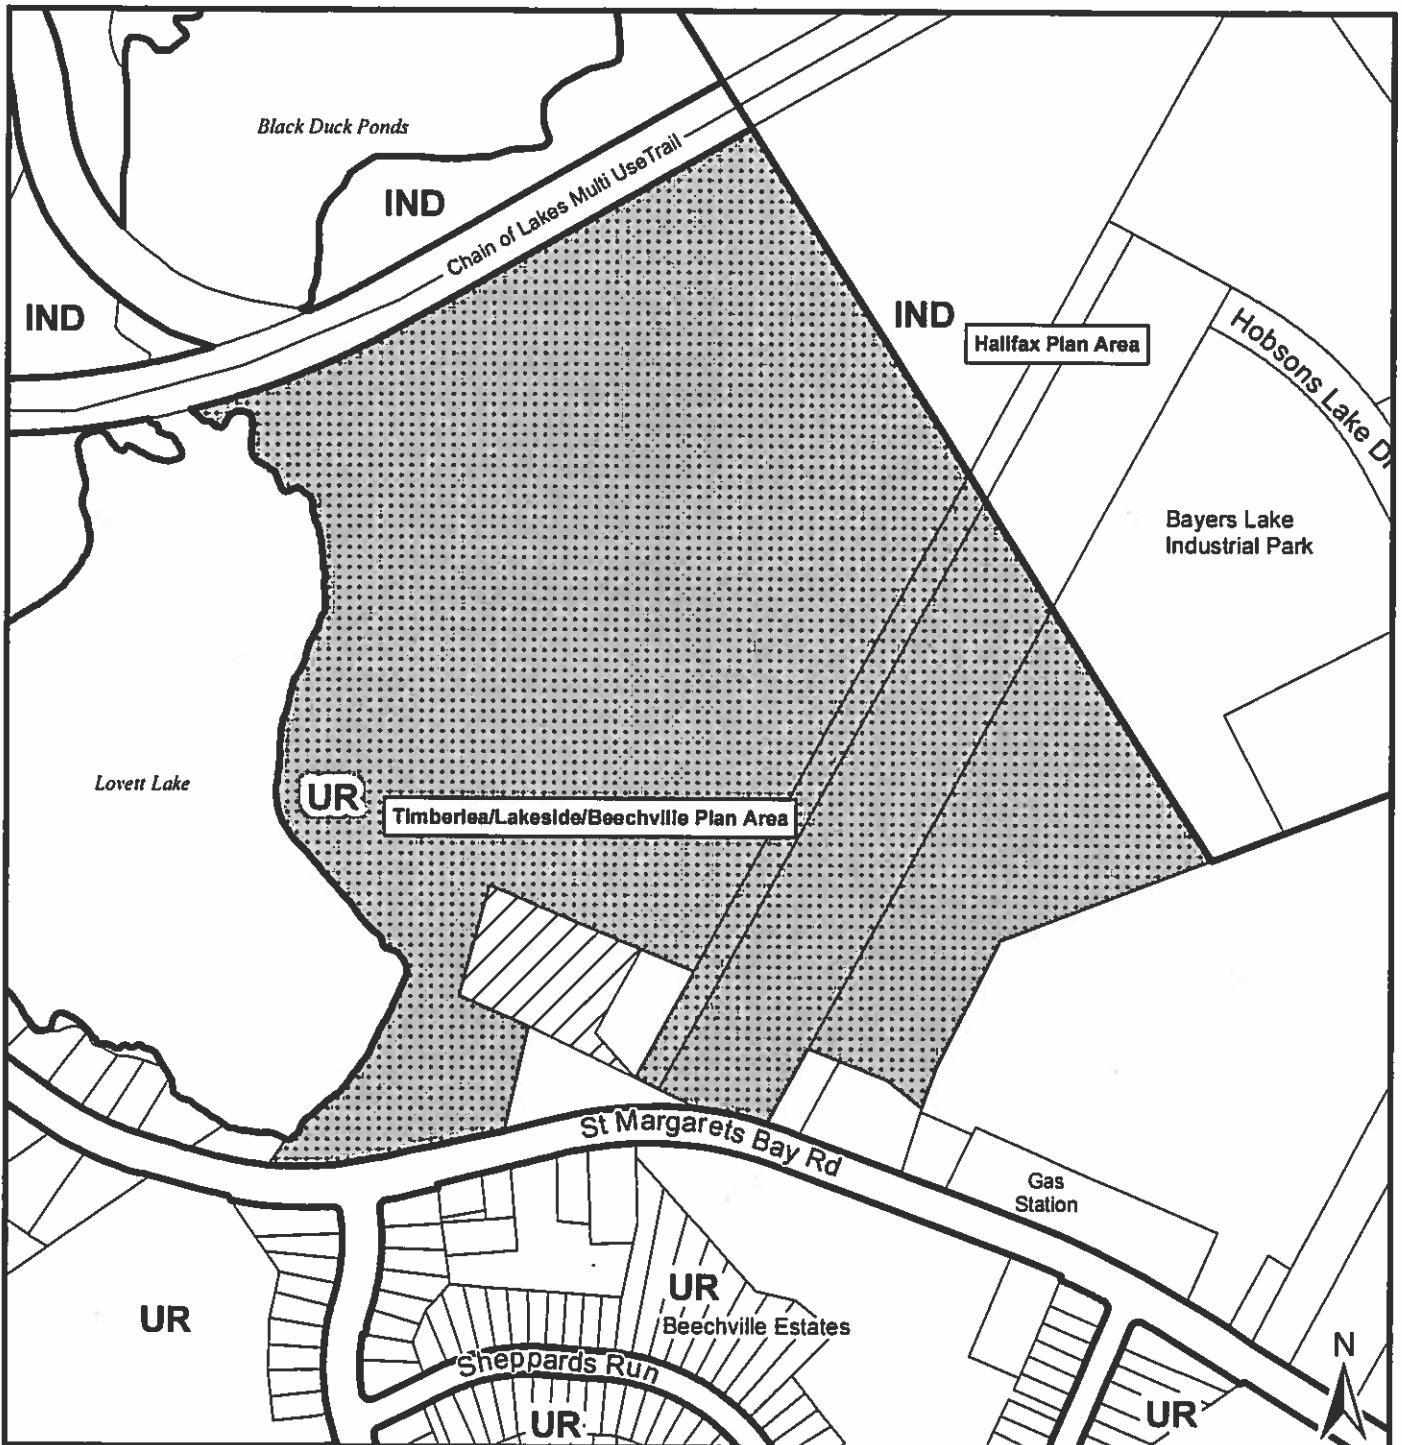 Black Duck Ponds
IND
Chain of Lakes Multi UseTrail
IND
IND
Halifax Plan Area
Hobsons Lake Dr
Bayers Lake
Industrial Park
Lovett Lake
UR
Timberlea/Lakeside/Beechville Plan Area
St Margarets Bay Rd
Gas
Station
UR
UR
Beechville Estates
Sheppards Run
UR
UR
N